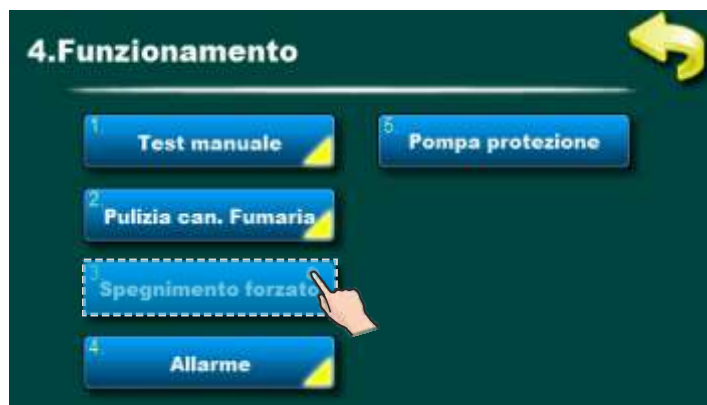 4.Funzionamento
1.
Test manuale
2.
Pulizia can. Fumaria
3.
Spegnimento forzato
4.
Allarme
5.
Pompa protezione